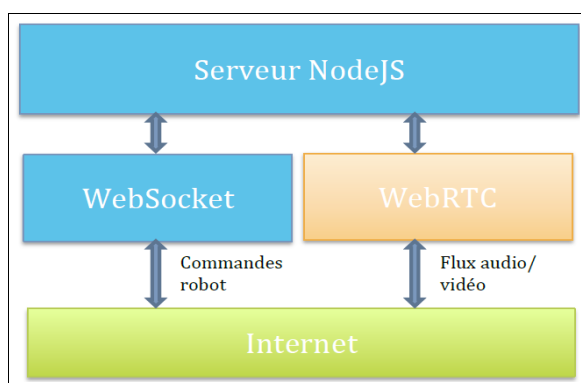 Serveur NodeJS
WebSocket
WebRTC
Commandes
robot
Flux audio/
vidéo
Internet